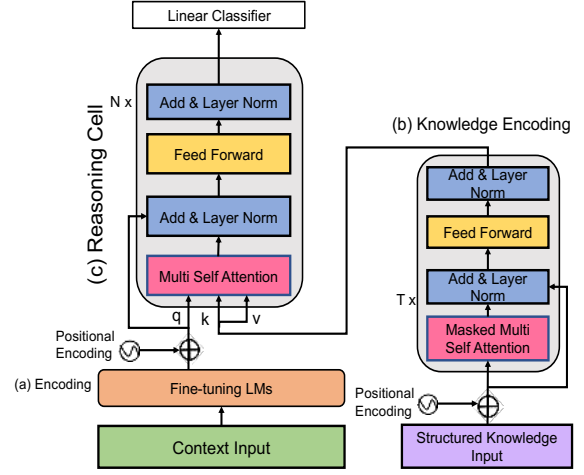 Linear Classifier
N x
(c) Reasoning Cell
Add & Layer Norm
Feed Forward
Add & Layer Norm
Multi Self Attention
q
k
v
Positional
Encoding
(a) Encoding
Fine-tuning LMs
Context Input
(b) Knowledge Encoding
Add & Layer
Norm
Feed Forward
T x
Add & Layer
Norm
Masked Multi
Self Attention
Positional
Encoding
Structured Knowledge
Input